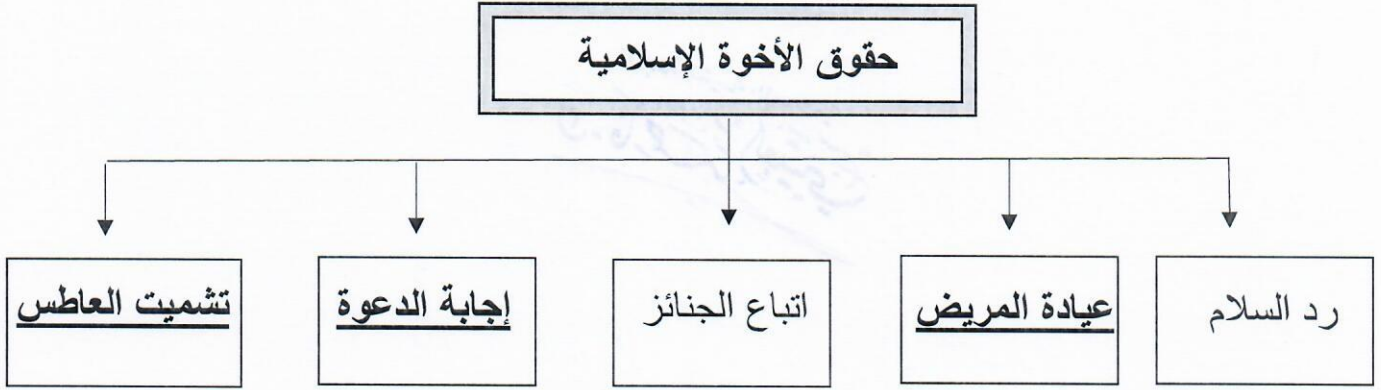 حقوق الأخوة الإسلامية
رد السلام
عيادة المريض
اتباع الجنائز
إجابة الدعوة
تشميت العاطس